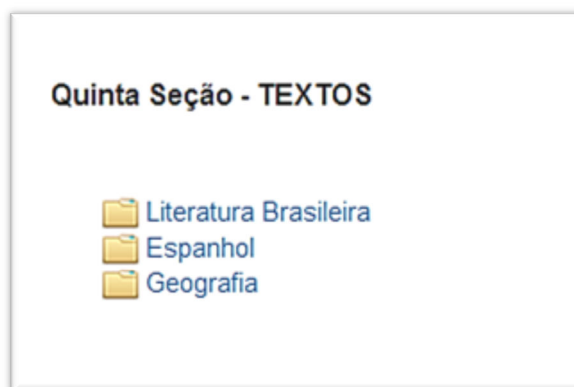 Quinta Seção - TEXTOS
Literatura Brasileira
Espanhol
Geografia